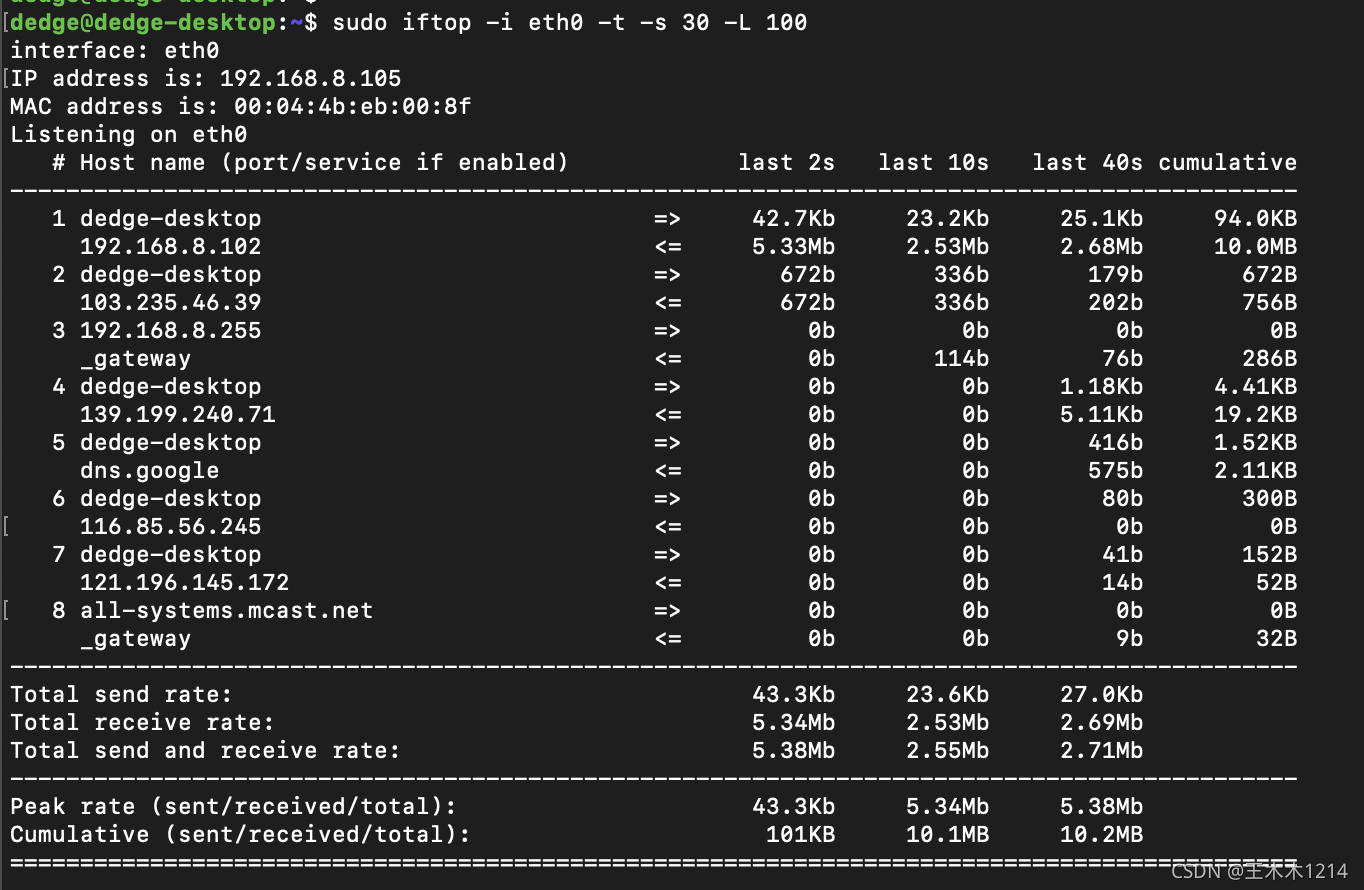 dedge@dedge-desktop:~$ sudo iftop -i eth0 -t -s 30 -L 100
interface: eth0
IP address is: 192.168.8.105
MAC address is: 00:04:4b:eb:00:8f
Listening on eth0
# Host name (port/service if enabled) last 2s last 10s last 40s cumulative
--------------------------------------------------------------------------------------------
1 dedge-desktop => 42.7Kb 23.2Kb 25.1Kb 94.0KB
192.168.8.102 <= 5.33Mb 2.53Mb 2.68Mb 10.0MB
2 dedge-desktop => 672b 336b 179b 672B
103.235.46.39 <= 672b 336b 202b 756B
3 192.168.8.255 => 0b 0b 0b 0B
_gateway <= 0b 114b 76b 286B
4 dedge-desktop => 0b 0b 1.18Kb 4.41KB
139.199.240.71 <= 0b 0b 5.11Kb 19.2KB
5 dedge-desktop => 0b 0b 416b 1.52KB
dns.google <= 0b 0b 575b 2.11KB
6 dedge-desktop => 0b 0b 80b 300B
116.85.56.245 <= 0b 0b 0b 0B
7 dedge-desktop => 0b 0b 41b 152B
121.196.145.172 <= 0b 0b 14b 52B
8 all-systems.mcast.net => 0b 0b 0b 0B
_gateway <= 0b 0b 9b 32B
--------------------------------------------------------------------------------------------
Total send rate: 43.3Kb 23.6Kb 27.0Kb
Total receive rate: 5.34Mb 2.53Mb 2.69Mb
Total send and receive rate: 5.38Mb 2.55Mb 2.71Mb
--------------------------------------------------------------------------------------------
Peak rate (sent/received/total): 43.3Kb 5.34Mb 5.38Mb
Cumulative (sent/received/total): 101KB 10.1MB 10.2MB
============================================================================================
CSDN @王木木1214